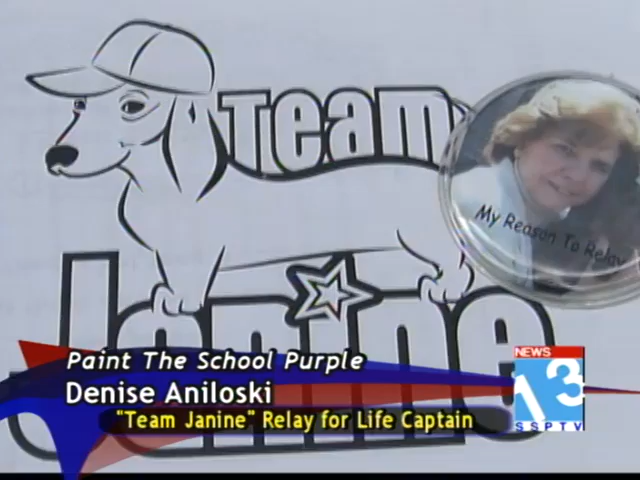 Team
My Reason To Relay
Janine
Paint The School Purple
Denise Aniloski
"Team Janine" Relay for Life Captain
NEWS
13
SSPTV